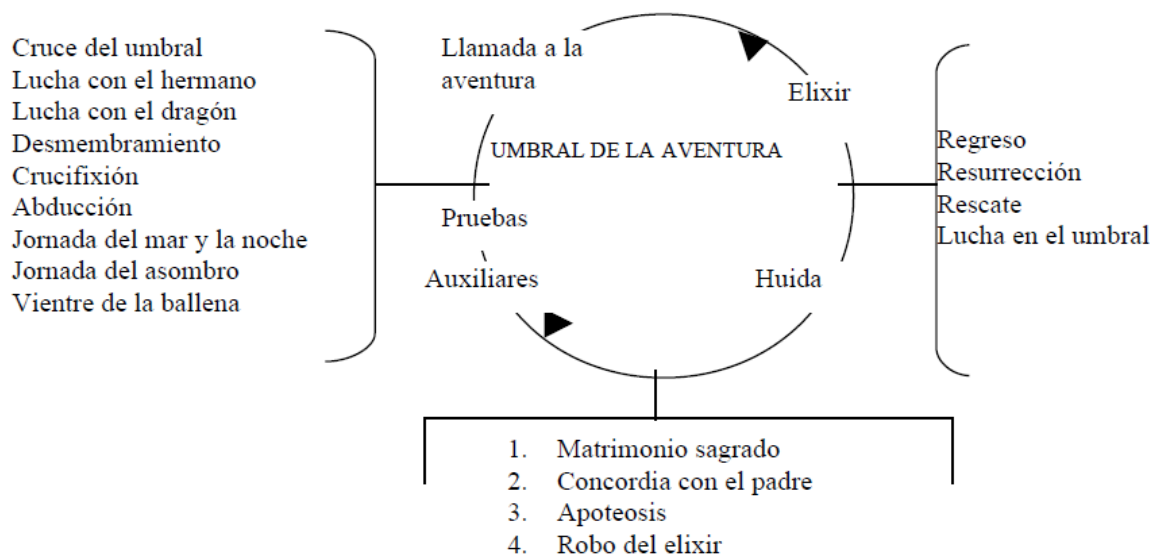 Cruce del umbral
Lucha con el hermano
Lucha con el dragón
Desmembramiento
Crucifixión
Abducción
Jornada del mar y la noche
Jornada del asombro
Vientre de la ballena
Llamada a la
aventura
Elixir
UMBRAL DE LA AVENTURA
Pruebas
Auxiliares
Huida
Regreso
Resurrección
Rescate
Lucha en el umbral
1. Matrimonio sagrado
2. Concordia con el padre
3. Apoteosis
4. Robo del elixir